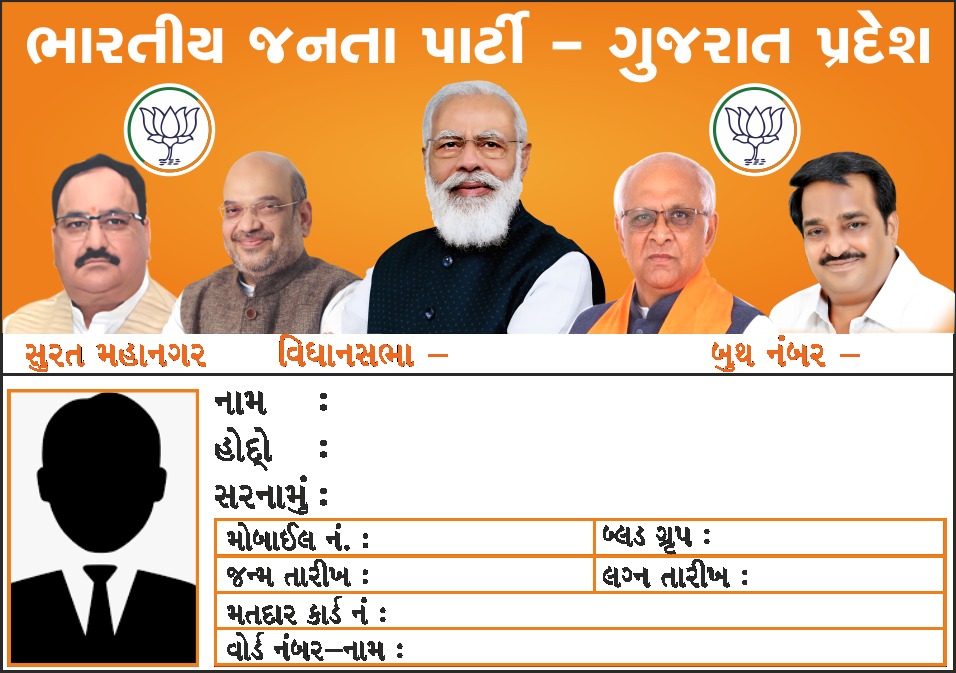 ભારતીય જનતા પાર્ટી – ગુજરાત પ્રદેશ
સુરત મહાનગર વિધાનસભા – બુથ નંબર –
નામ :
હોદ્દો :
સરનામું :
મોબાઈલ નં. : બ્લડ ગ્રૃપ :
જન્મ તારીખ : લગ્ન તારીખ :
મતદાર કાર્ડ નં :
વોર્ડ નંબર–નામ :